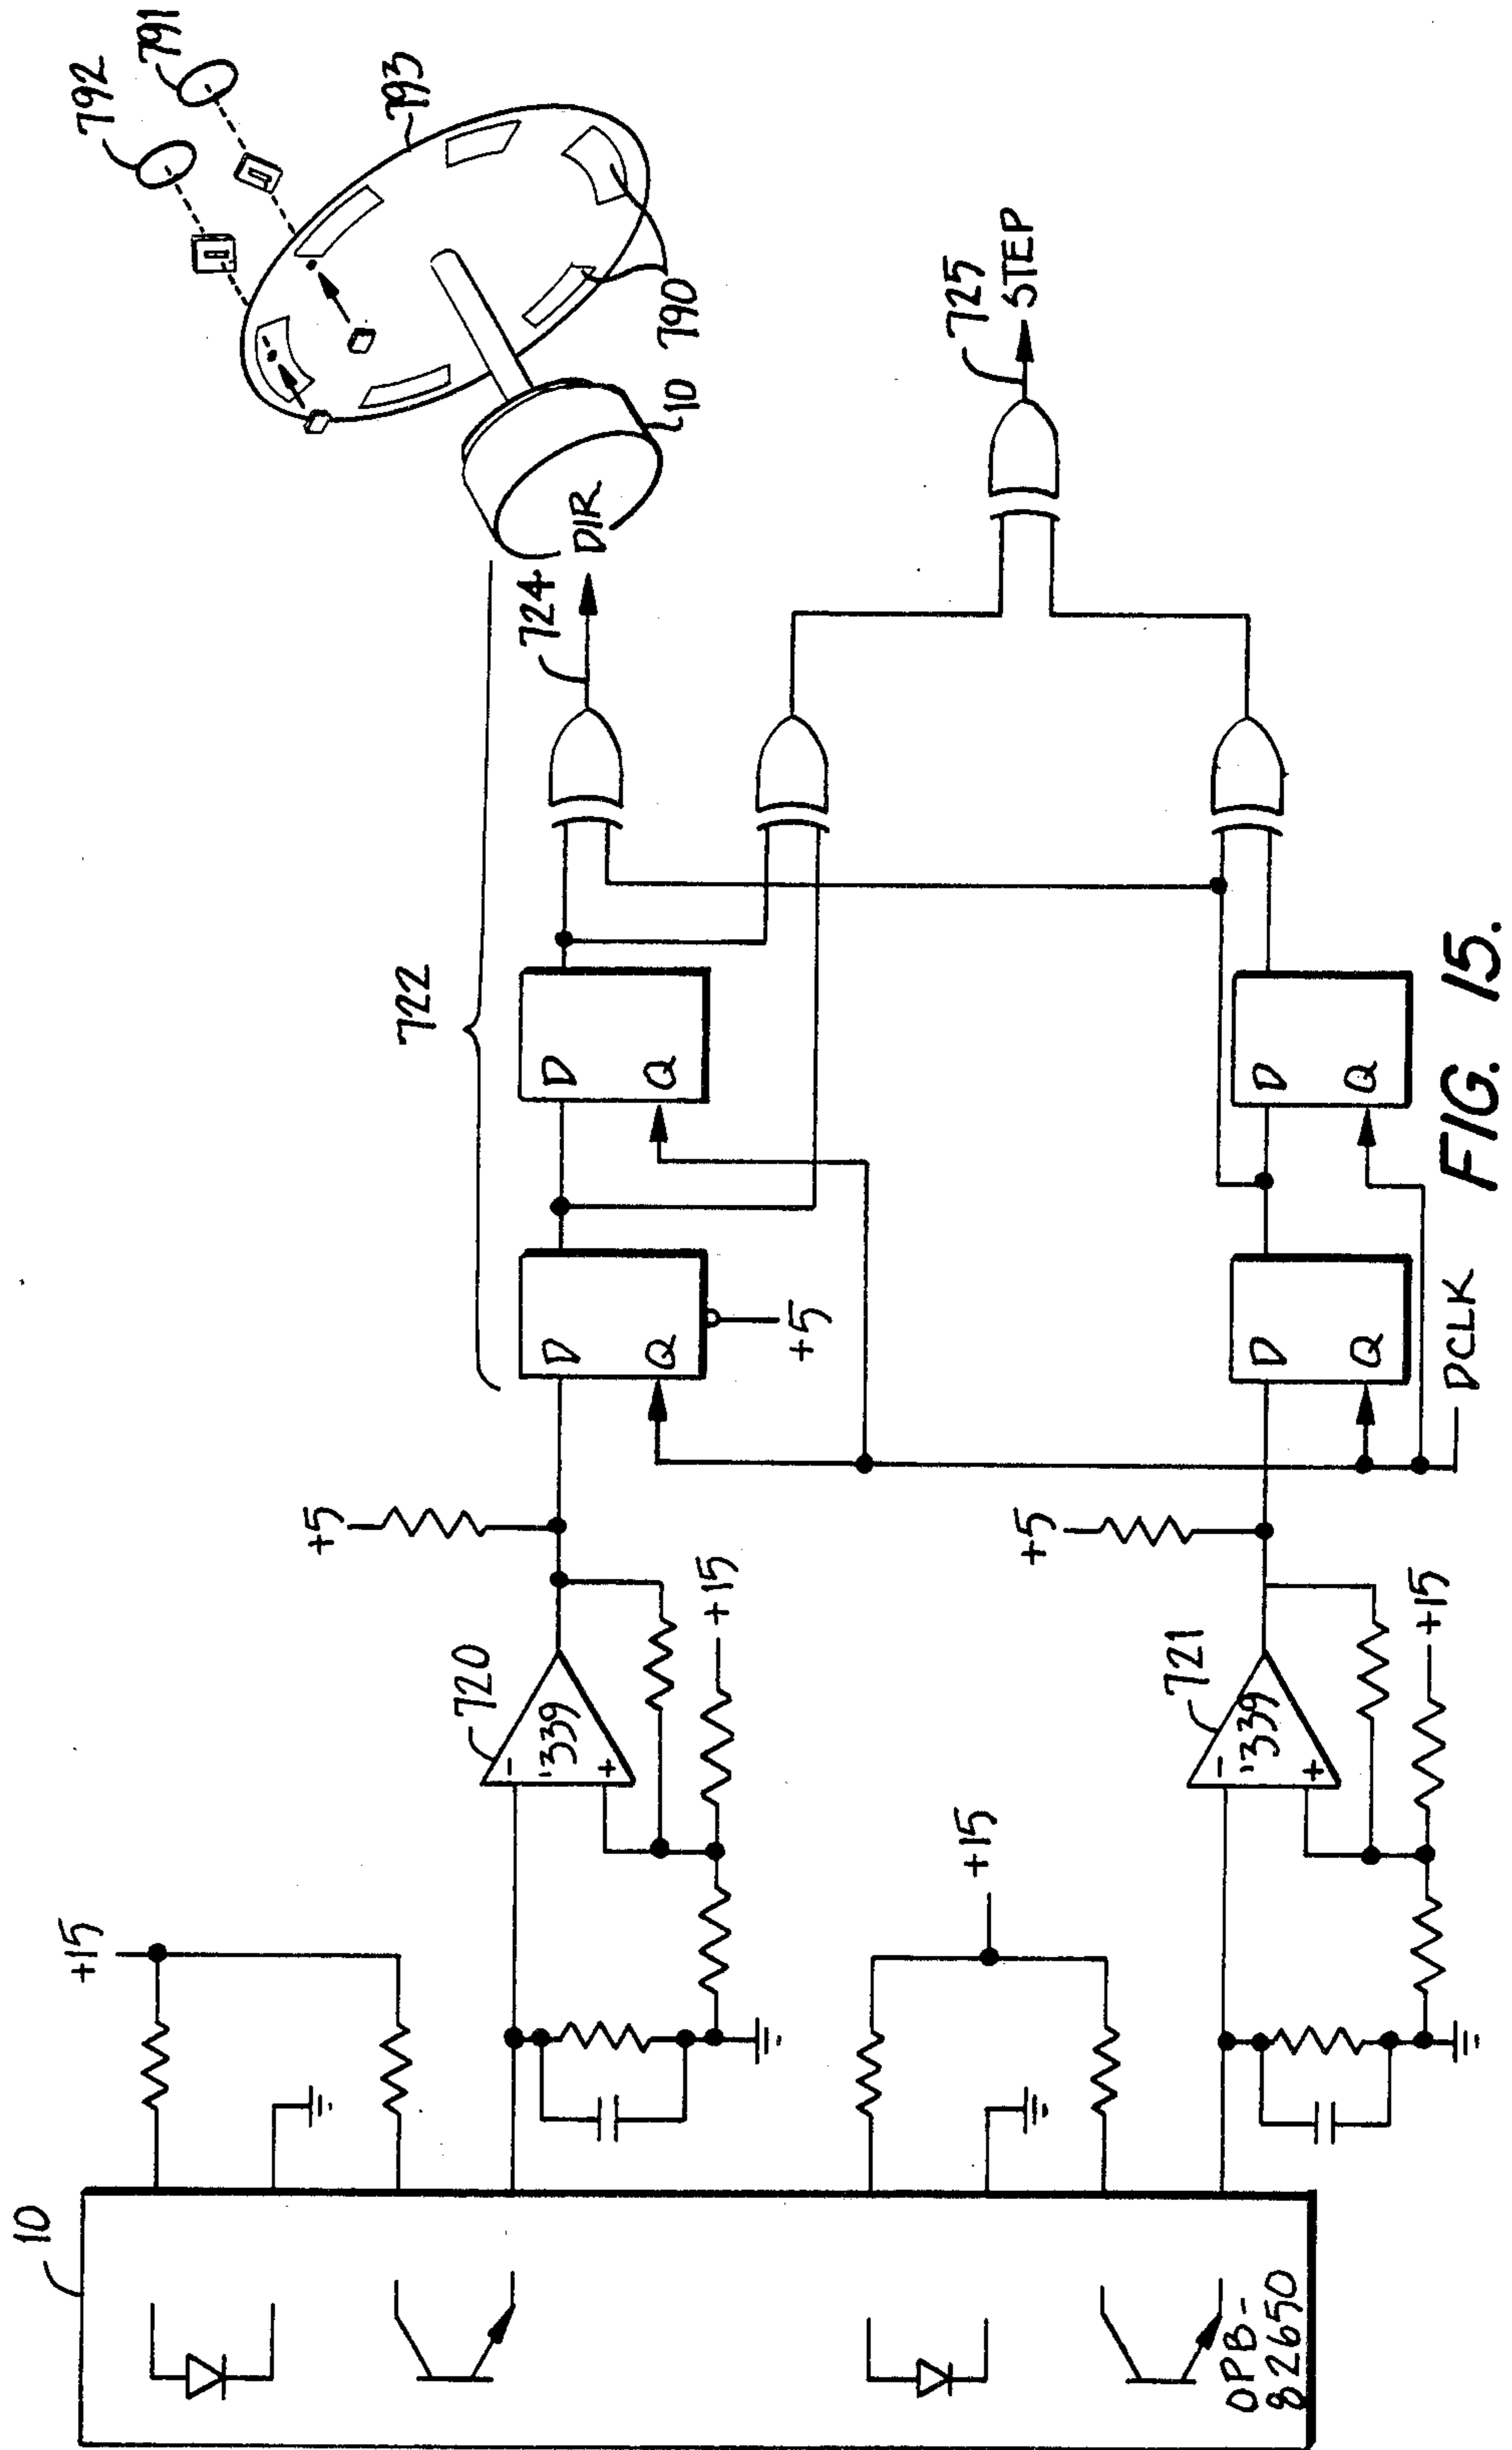 792
791
793
790
10
DIR
724
725
STEP
722
D
Q
D
Q
+5
D
Q
D
Q
DCLK
+5
+5
720
-
'339
+
+15
721
-
'339
+
+15
+15
+15
10
OPB-
82650
FIG. 15.